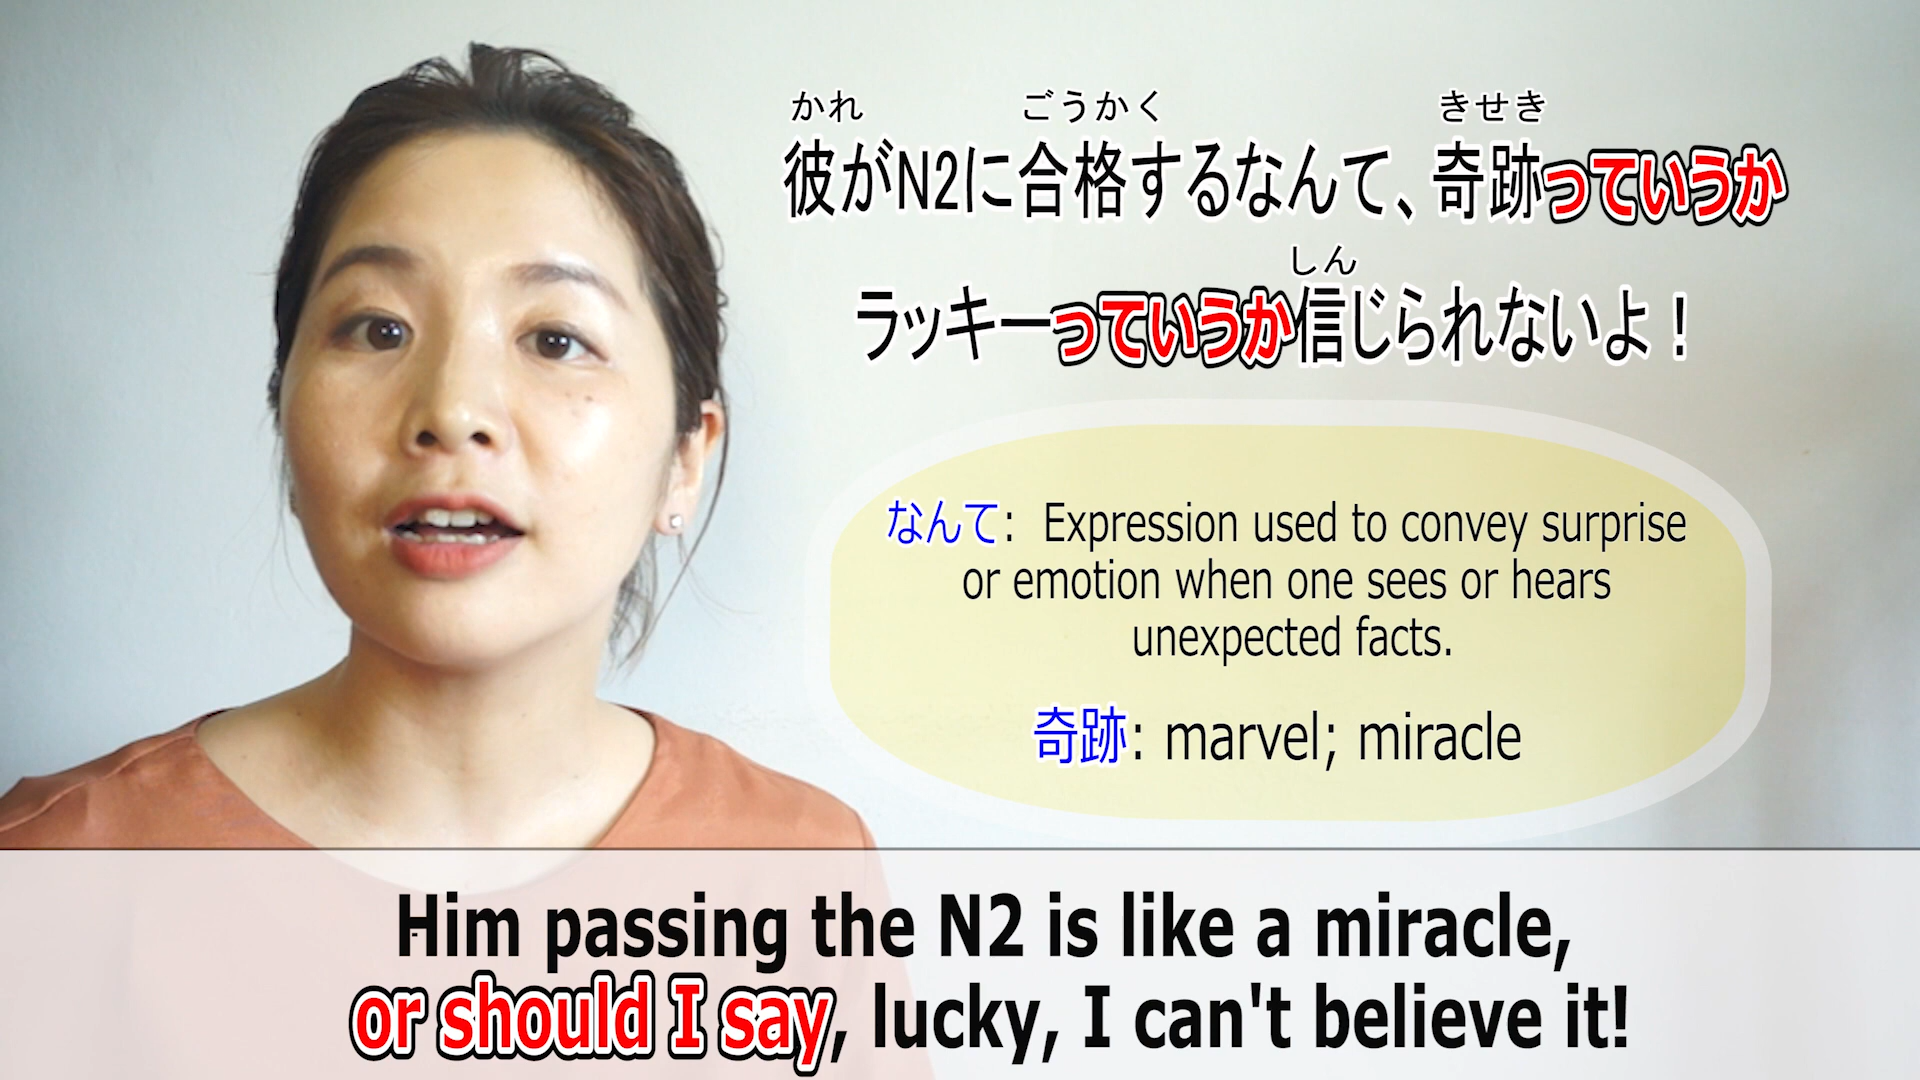 かれ ごうかく きせき
彼がN2に合格するなんて、奇跡っていうか
しん
ラッキーっていうか信じられないよ！
なんて: Expression used to convey surprise
or emotion when one sees or hears
unexpected facts.
奇跡: marvel; miracle
Him passing the N2 is like a miracle,
or should I say, lucky, I can't believe it!